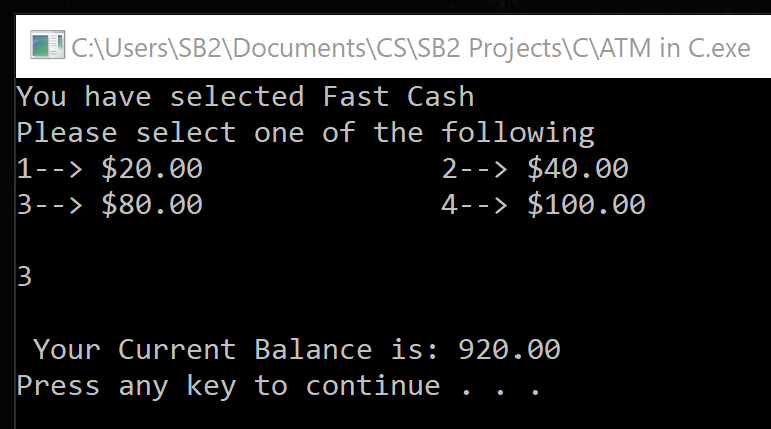 C:\Users\SB2\Documents\CS\SB2 Projects\C\ATM in C.exe
You have selected Fast Cash
Please select one of the following
1--> $20.00                         2--> $40.00
3--> $80.00                         4--> $100.00
3
Your Current Balance is: 920.00
Press any key to continue . . .